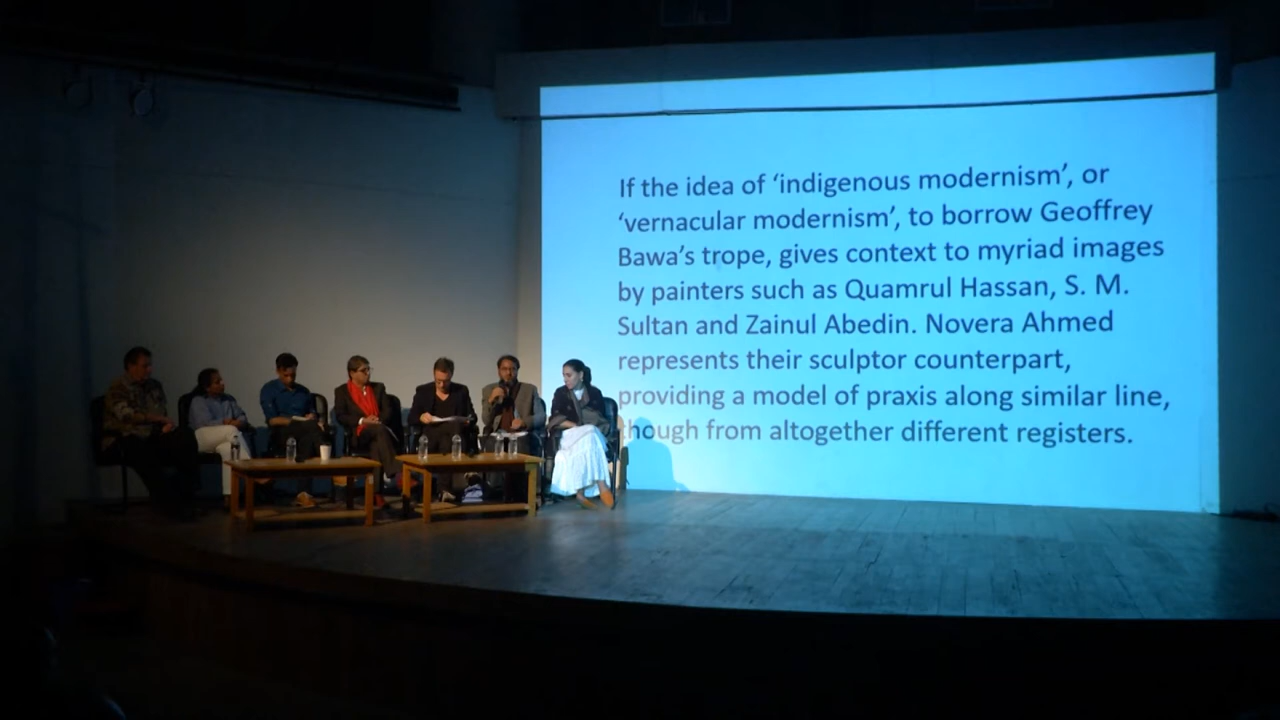 If the idea of ‘indigenous modernism’, or
‘vernacular modernism’, to borrow Geoffrey
Bawa’s trope, gives context to myriad images
by painters such as Quamrul Hassan, S. M.
Sultan and Zainul Abedin. Novera Ahmed
represents their sculptor counterpart,
providing a model of praxis along similar line,
though from altogether different registers.